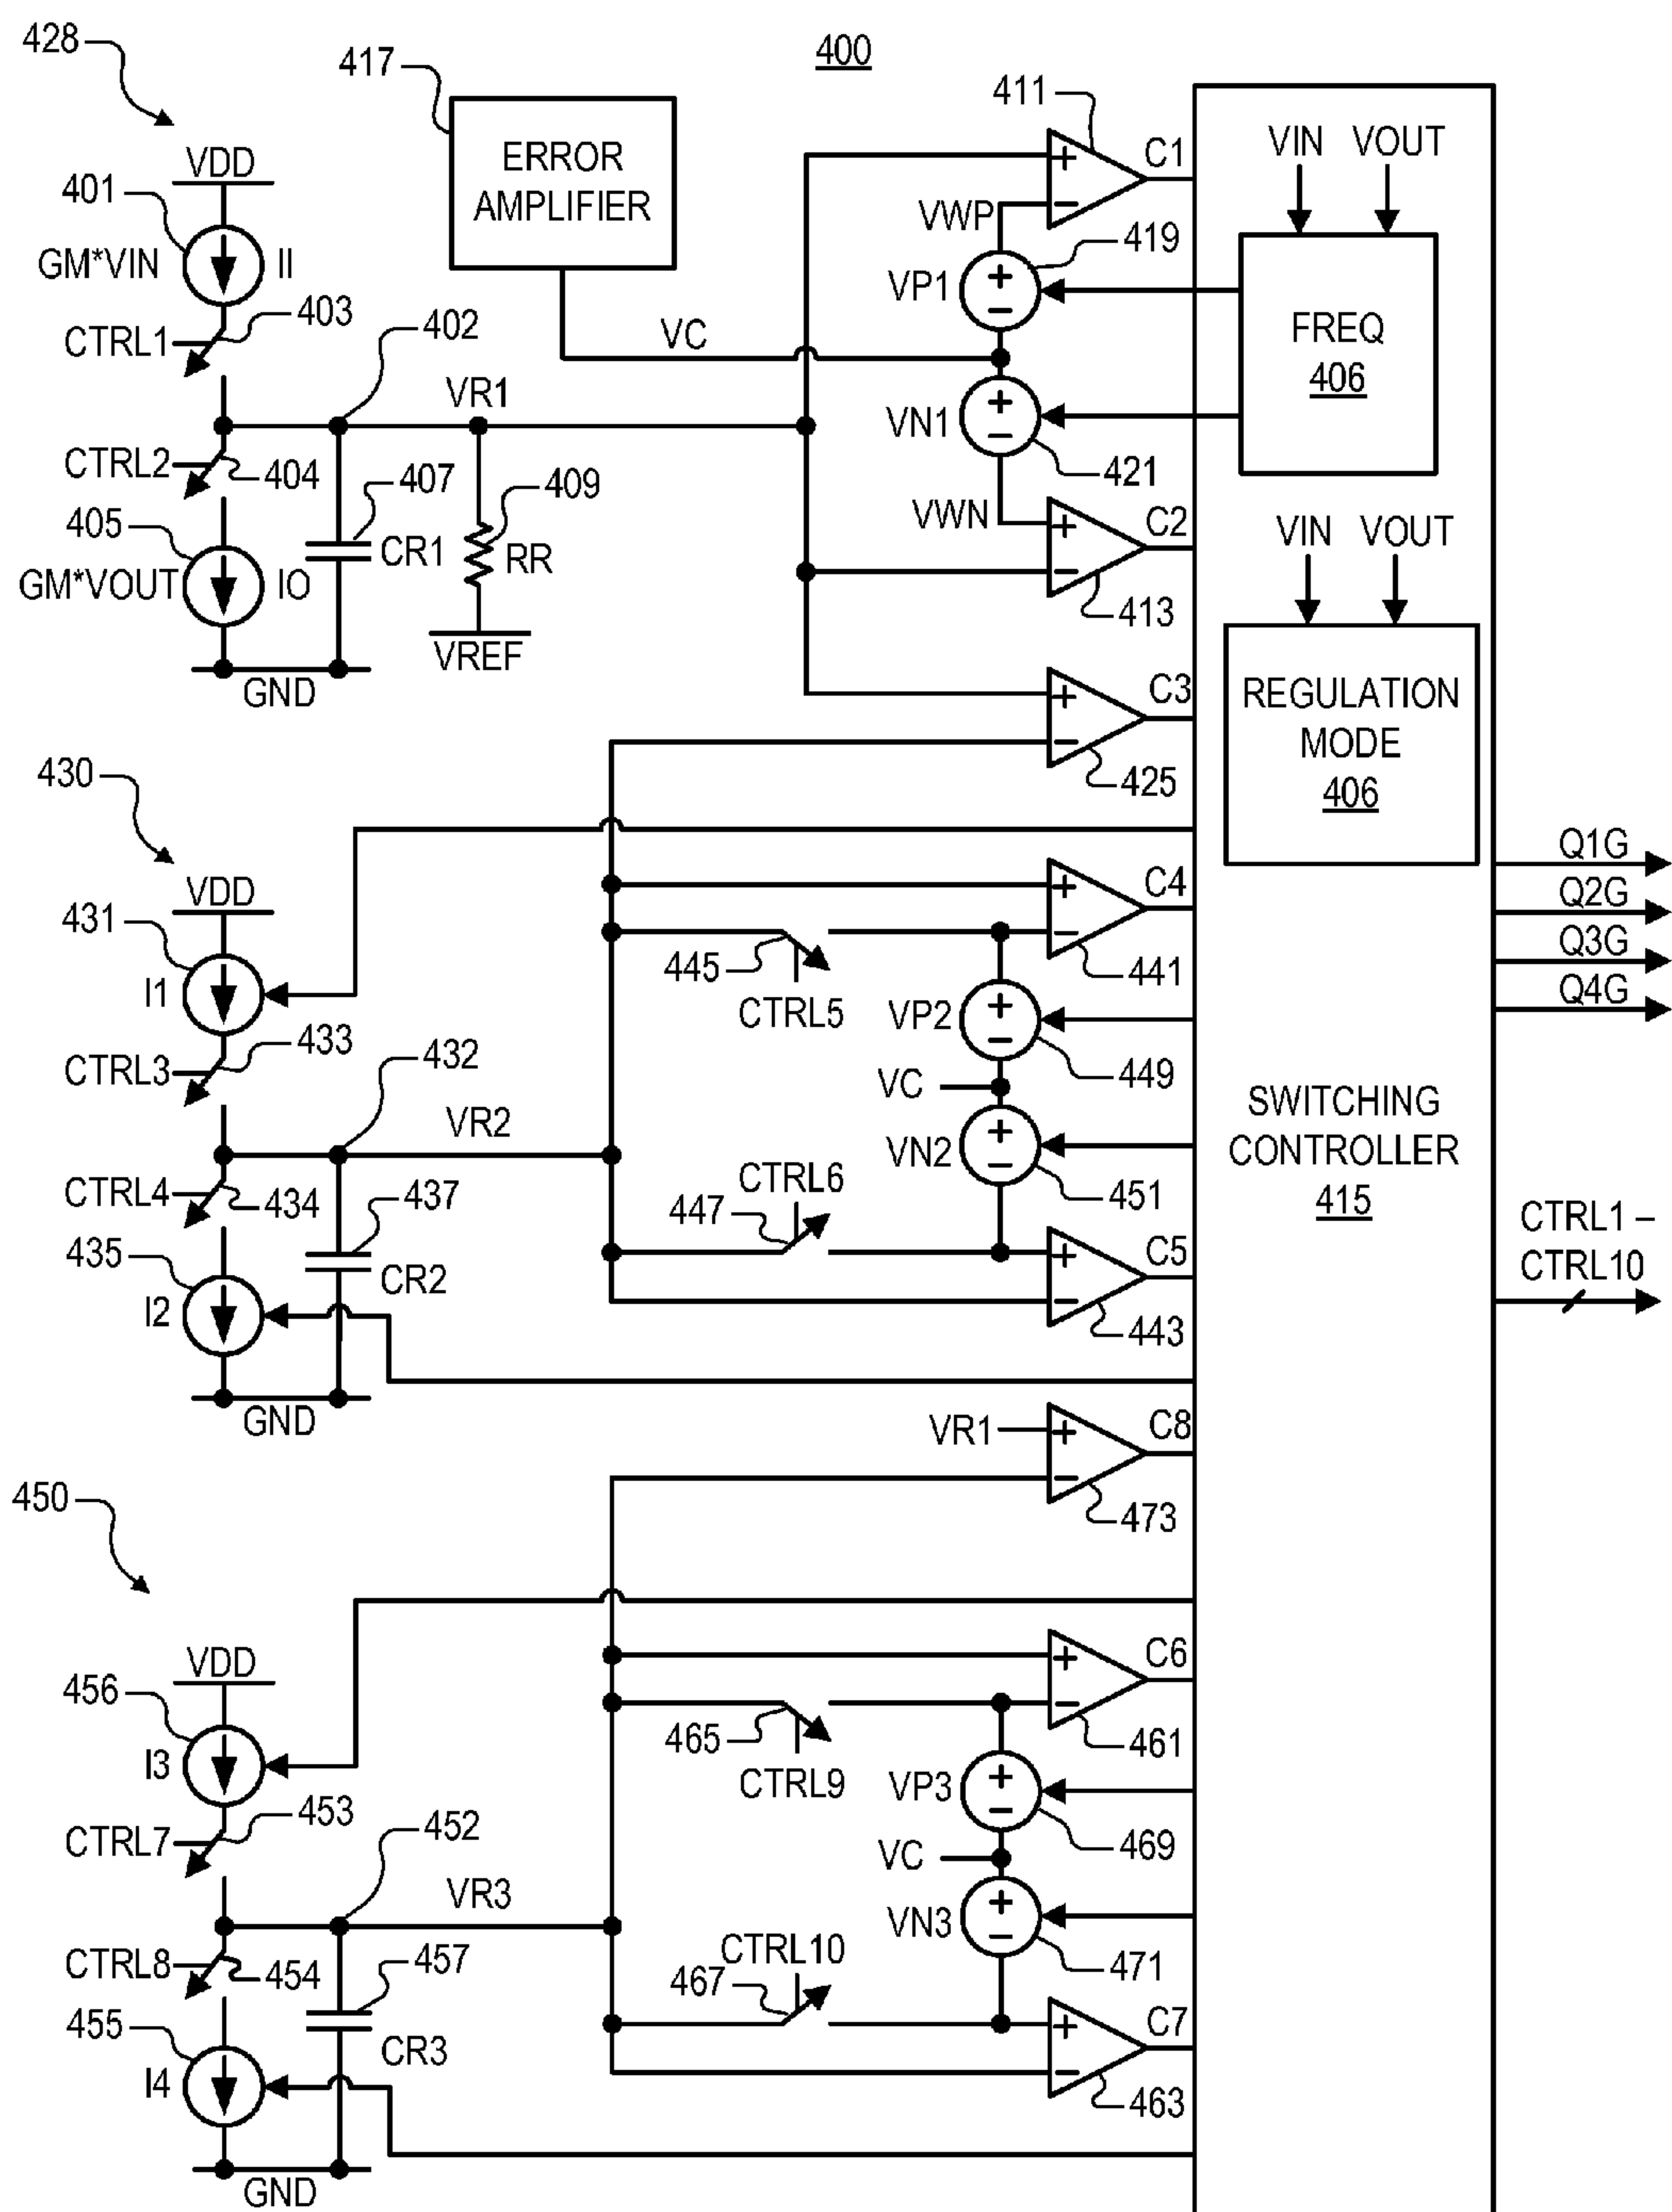 400
428
417
ERROR
AMPLIFIER
411
C1
VIN VOUT
VDD
401
GM*VIN II
CTRL1
403
402
VC
VR1
VWP
419
VP1
VN1
421
VWN
FREQ
406
CTRL2
404
407
409
405
GM*VOUT IO
CR1
RR
VREF
GND
C2
413
VIN VOUT
C3
425
REGULATION
MODE
406
430
VDD
431
I1
CTRL3
433
432
VR2
CTRL4
434
437
435
I2
CR2
GND
C4
441
445
CTRL5
VP2
449
VC
VN2
451
CTRL6
447
C5
443
Q1G
Q2G
Q3G
Q4G
SWITCHING
CONTROLLER
415
CTRL1 –
CTRL10
VR1
C8
473
450
VDD
456
I3
CTRL7
453
452
VR3
CTRL8
454
457
455
I4
CR3
GND
C6
461
465
CTRL9
VP3
469
VC
VN3
471
CTRL10
467
C7
463